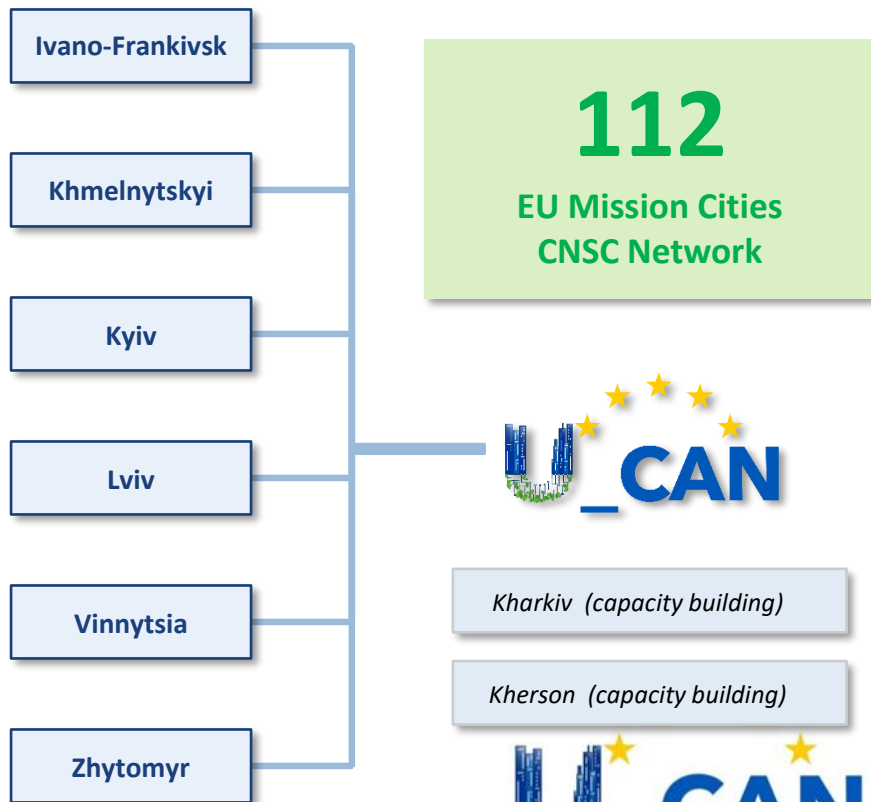 Ivano-Frankivsk
Khmelnytskyi
Kyiv
Lviv
Vinnytsia
Zhytomyr
112
EU Mission Cities
CNSC Network
U_CAN
Kharkiv (capacity building)
Kherson (capacity building)
U_CAN